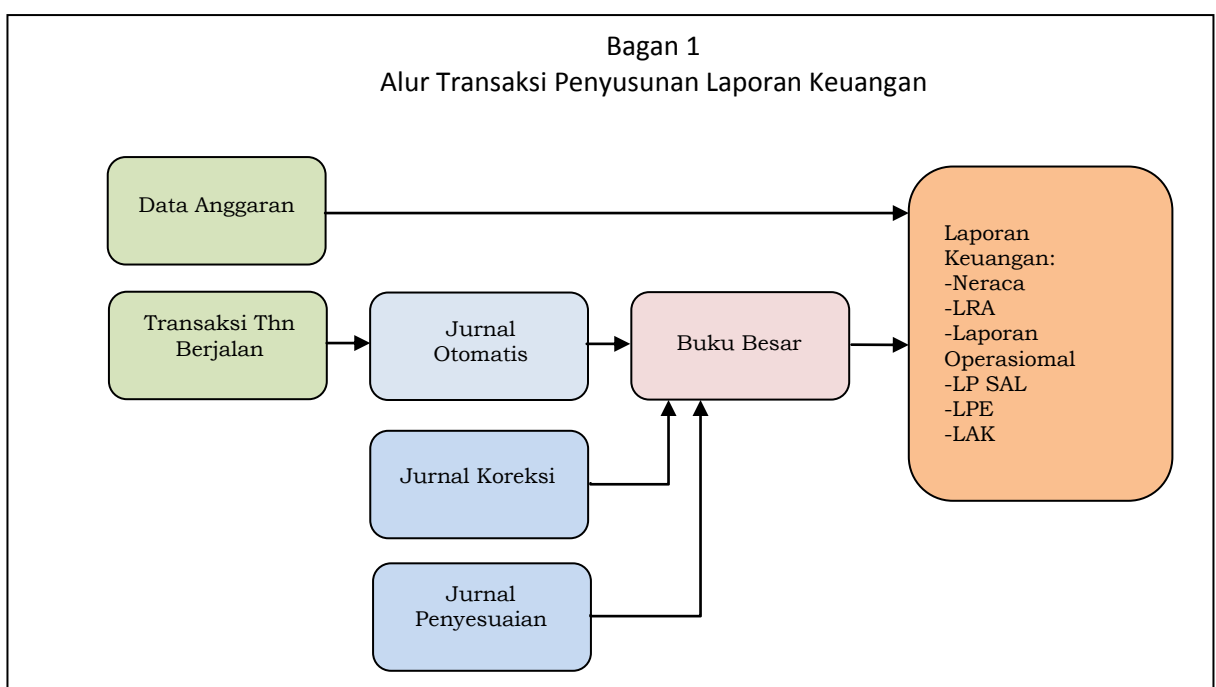 Bagan 1
Alur Transaksi Penyusunan Laporan Keuangan
Data Anggaran
Transaksi Thn
Berjalan
Jurnal
Otomatis
Buku Besar
Laporan
Keuangan:
-Neraca
-LRA
-Laporan
Operasiomal
-LP SAL
-LPE
-LAK
Jurnal Koreksi
Jurnal
Penyesuaian